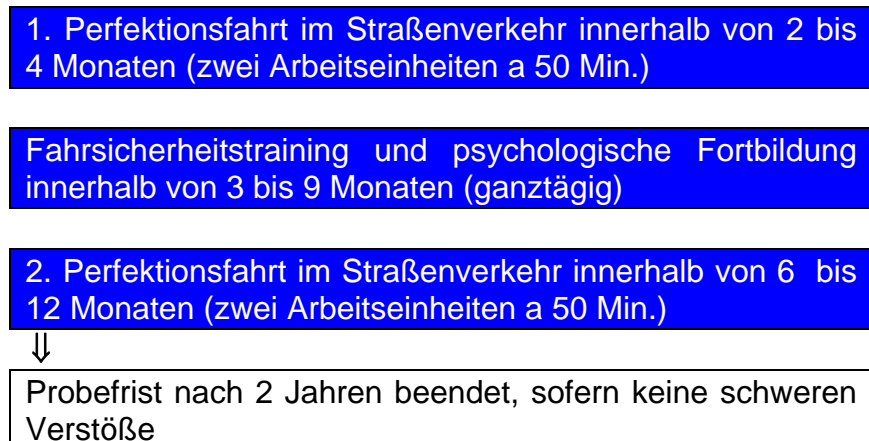 1. Perfektionsfahrt im Straßenverkehr innerhalb von 2 bis
4 Monaten (zwei Arbeitseinheiten a 50 Min.)
Fahrsicherheitstraining und psychologische Fortbildung
innerhalb von 3 bis 9 Monaten (ganztägig)
2. Perfektionsfahrt im Straßenverkehr innerhalb von 6 bis
12 Monaten (zwei Arbeitseinheiten a 50 Min.)
⇓
Probefrist nach 2 Jahren beendet, sofern keine schweren
Verstöße